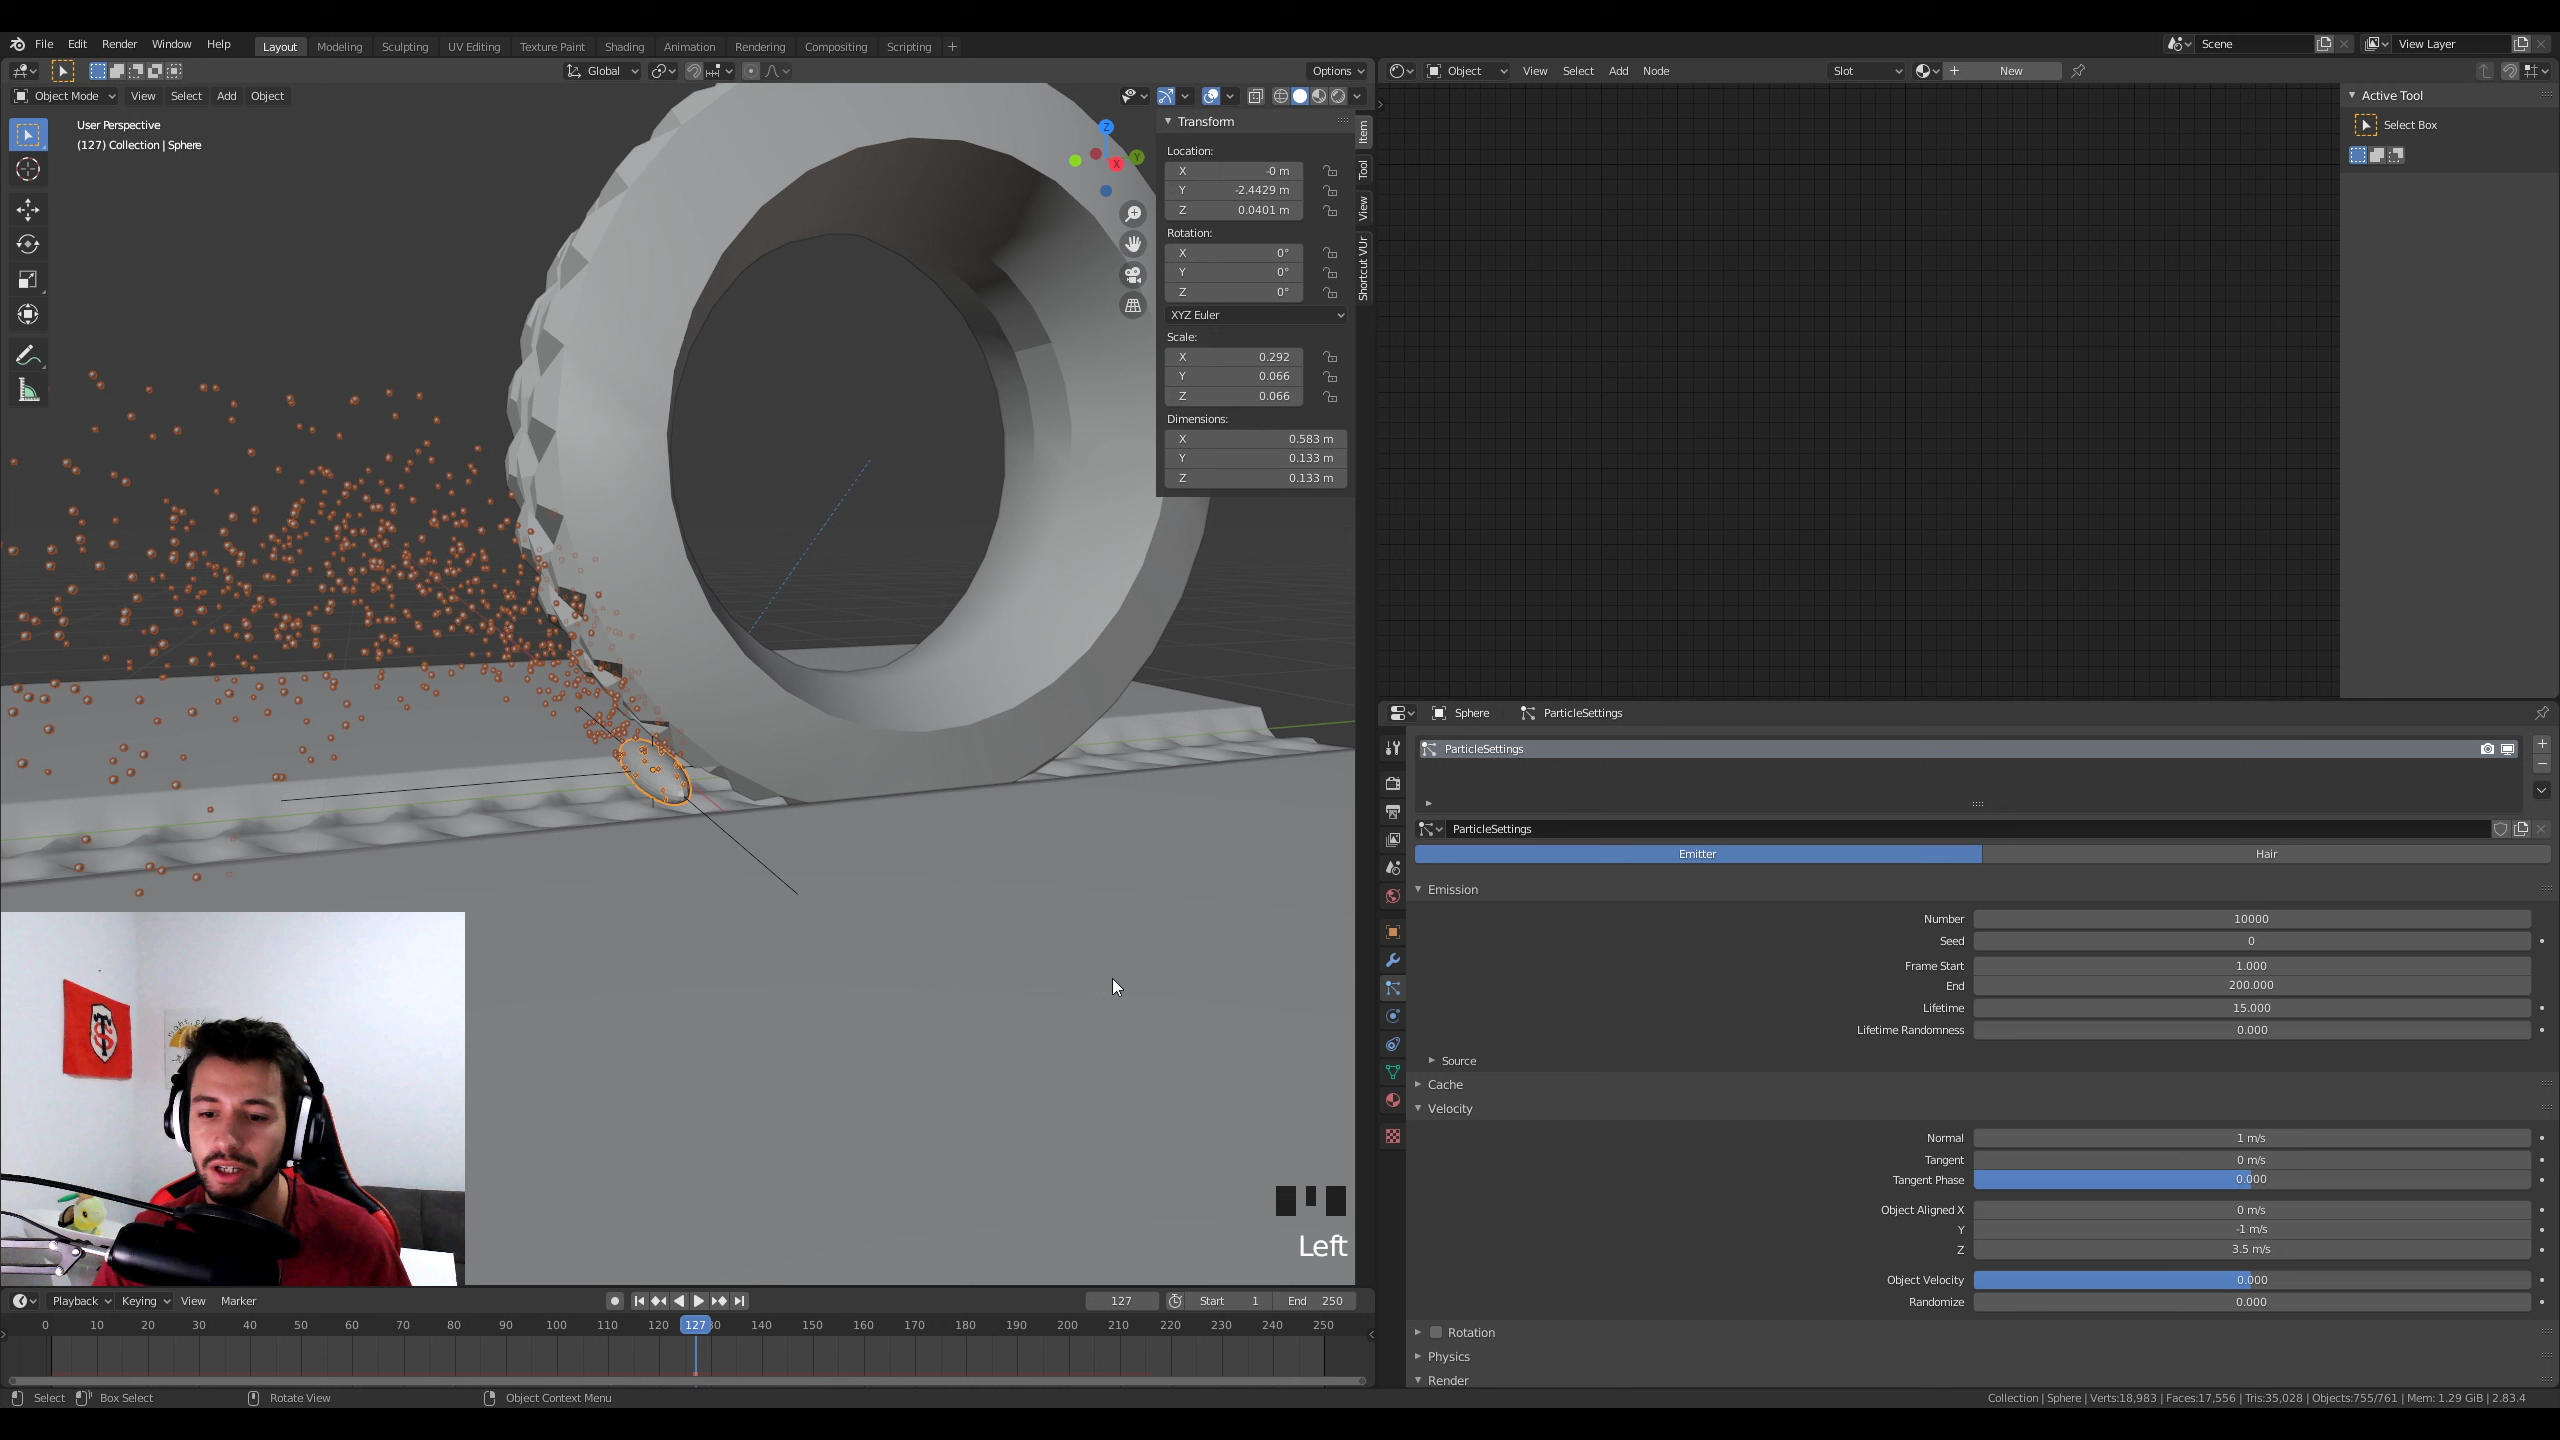 File Edit Render Window Help Layout Modeling Sculpting UV Editing Texture Paint Shading Animation Rendering Compositing Scripting + Scene View Layer
Global Options Object View Select Add Node Slot New
Object Mode View Select Add Object
User Perspective
(127) Collection | Sphere
Z
Y
X
Transform
Location:
X -0 m
Y -2.4429 m
Z 0.0401 m
Rotation:
X 0°
Y 0°
Z 0°
XYZ Euler
Scale:
X 0.292
Y 0.066
Z 0.066
Dimensions:
X 0.583 m
Y 0.133 m
Z 0.133 m
Item
Tool
View
Shortcut VUr
Active Tool
Select Box
Sphere ParticleSettings
ParticleSettings
ParticleSettings
Emitter Hair
Emission
Number 10000
Seed 0
Frame Start 1.000
End 200.000
Lifetime 15.000
Lifetime Randomness 0.000
Source
Cache
Velocity
Normal 1 m/s
Tangent 0 m/s
Tangent Phase 0.000
Object Aligned X 0 m/s
Y -1 m/s
Z 3.5 m/s
Object Velocity 0.000
Randomize 0.000
Rotation
Physics
Render
Left
Playback Keying View Marker 127 Start 1 End 250
0 10 20 30 40 50 60 70 80 90 100 110 120 127 140 150 160 170 180 190 200 210 220 230 240 250
Select Box Select Rotate View Object Context Menu Collection | Sphere | Verts:18,983 | Faces:17,556 | Tris:35,028 | Objects:755/761 | Mem: 1.29 GiB | 2.83.4